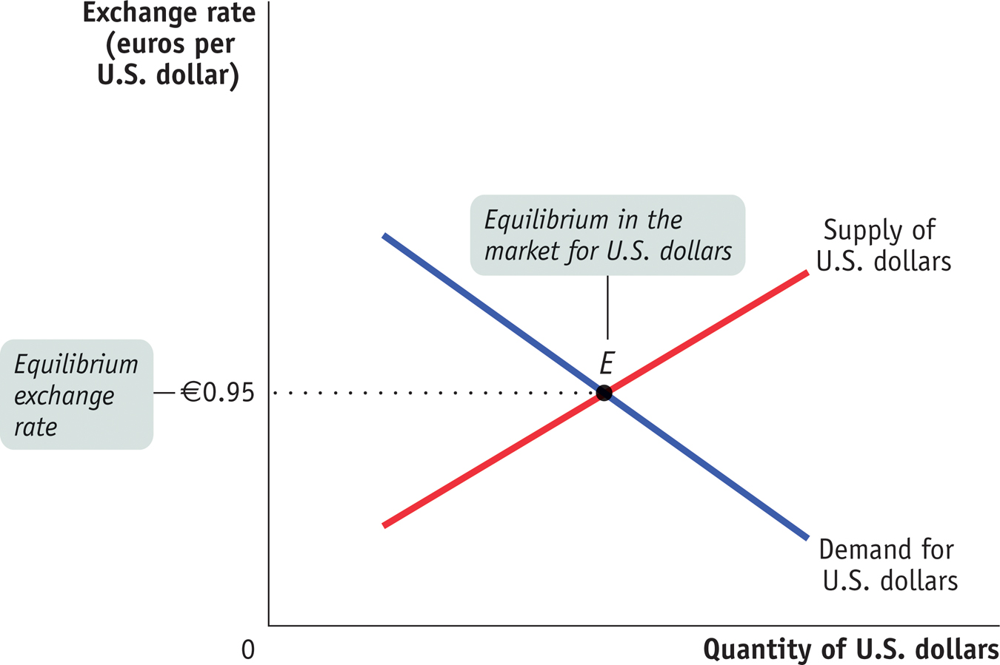 Exchange rate
(euros per
U.S. dollar)
Equilibrium in the
market for U.S. dollars
Supply of
U.S. dollars
Equilibrium
exchange
rate
€0.95
E
Demand for
U.S. dollars
0
Quantity of U.S. dollars